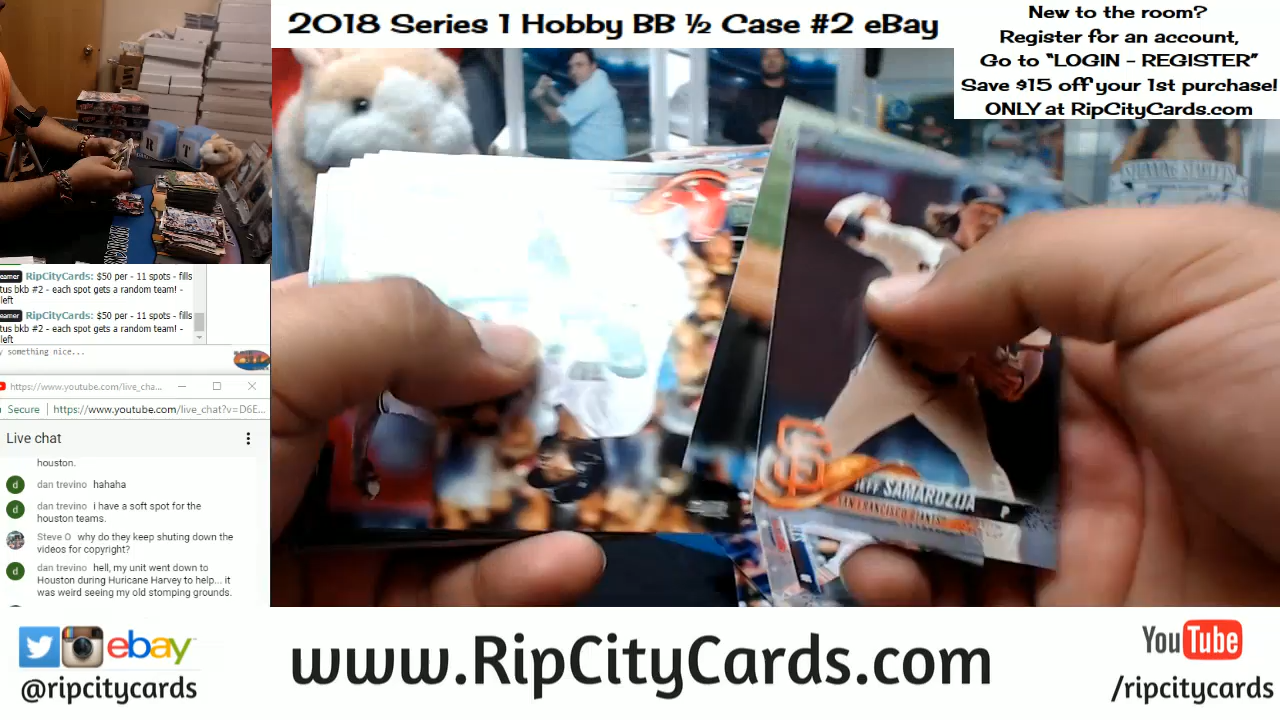 2018 Series 1 Hobby BB ½ Case #2 eBay
New to the room?
Register for an account,
Go to “LOGIN - REGISTER”
Save $15 off your 1st purchase!
ONLY at RipCityCards.com
RipCityCards: $50 per - 11 spots - fills
tus bkb #2 - each spot gets a random team! -
left
RipCityCards: $50 per - 11 spots - fills
tus bkb #2 - each spot gets a random team! -
left
something nice...
https://www.youtube.com/live_cha...
Secure https://www.youtube.com/live_chat?v=D6E...
Live chat
houston.
d dan trevino hahaha
d dan trevino i have a soft spot for the
houston teams.
Steve O why do they keep shuting down the
videos for copyright?
d dan trevino hell, my unit went down to
Houston during Huricane Harvey to help... it
was weird seeing my old stomping grounds.
SF
JEFF SAMARDZIJA P
SAN FRANCISCO GIANTS
ebay
@ripcitycards
www.RipCityCards.com
YouTube
/ripcitycards